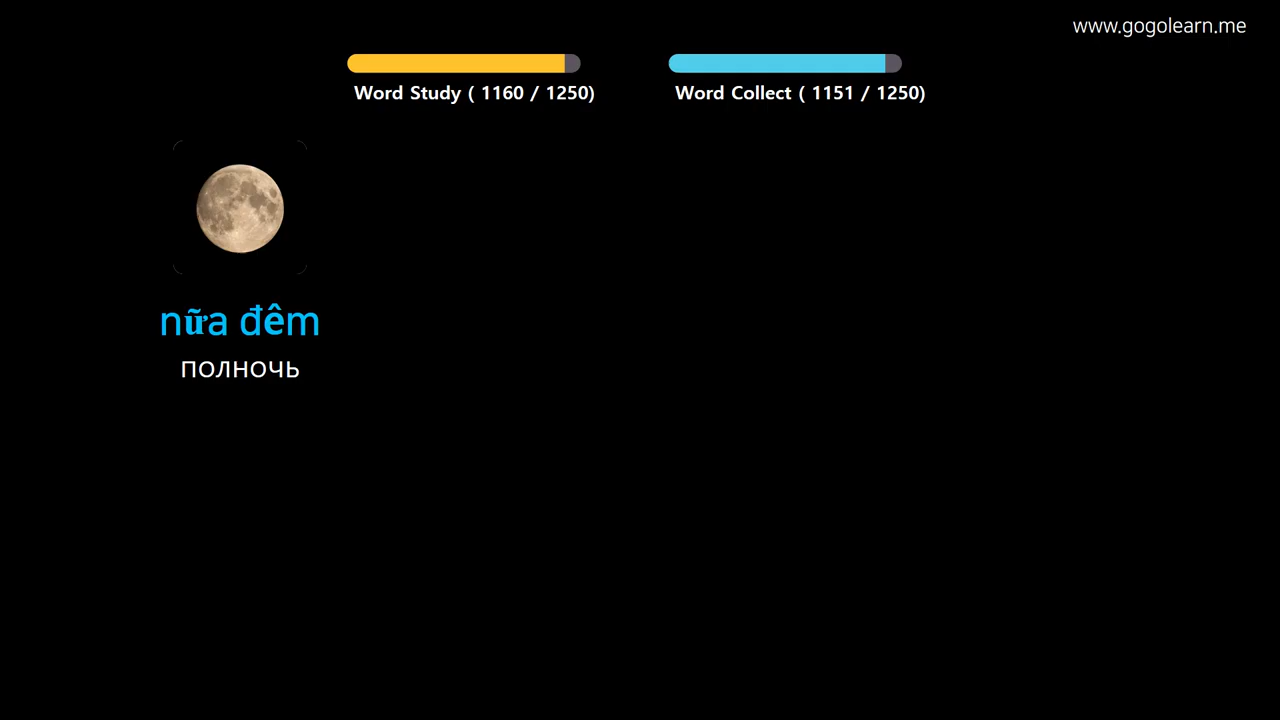 www.gogolearn.me
Word Study ( 1160 / 1250)
Word Collect ( 1151 / 1250)
nữa đêm
полночь